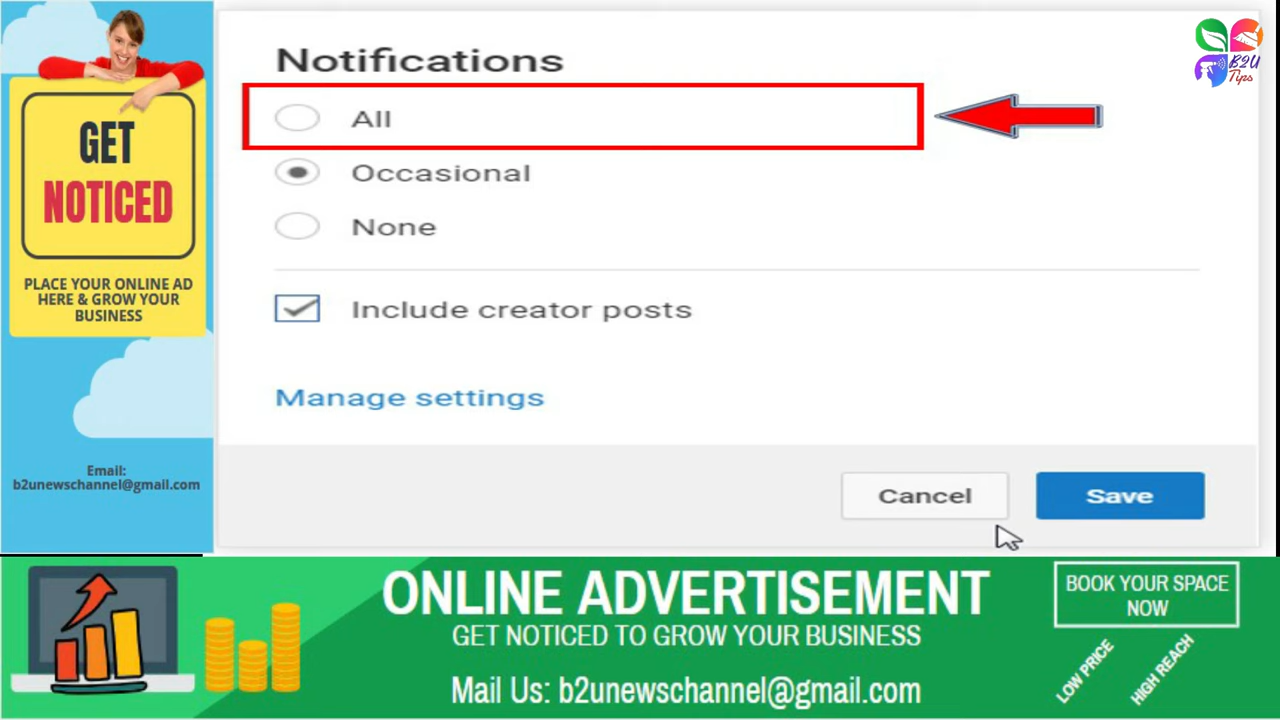 GET
NOTICED
PLACE YOUR ONLINE AD
HERE & GROW YOUR
BUSINESS
Email:
b2unewschannel@gmail.com
Notifications
All
Occasional
None
Include creator posts
Manage settings
Cancel
Save
B2U
Tips
ONLINE ADVERTISEMENT
GET NOTICED TO GROW YOUR BUSINESS
Mail Us: b2unewschannel@gmail.com
BOOK YOUR SPACE
NOW
LOW PRICE
HIGH REACH